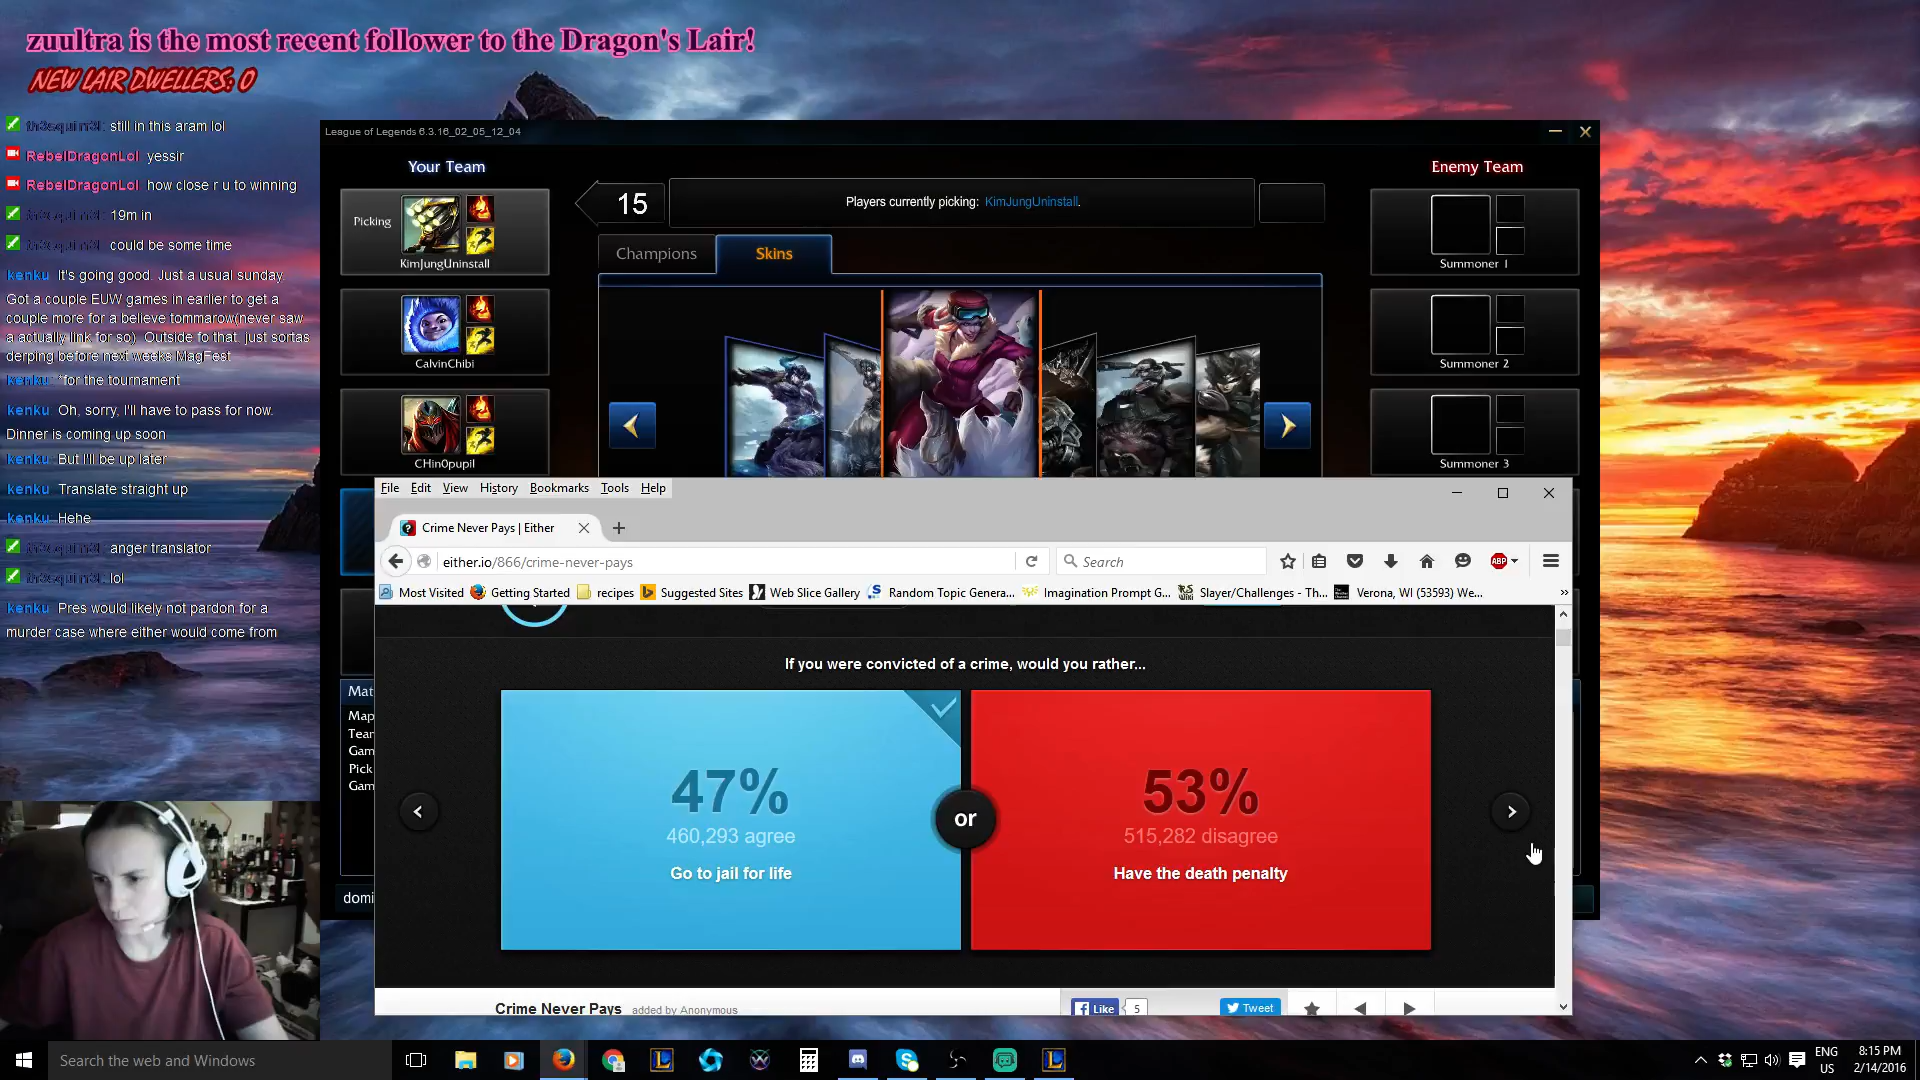 zuultra is the most recent follower to the Dragon's Lair!
NEW LAIR DWELLERS: 0
still in this aram lol
RebelDragonLol yessir
RebelDragonLol how close r u to winning
19m in
could be some time
kenku It's going good. Just a usual sunday.
Got a couple EUW games in earlier to get a
couple more for a believe tommarow(never saw
a actually link for so) Outside fo that. just sortas
derping before next weeks MagFest
kenku *for the tournament
kenku Oh, sorry, I'll have to pass for now.
Dinner is coming up soon
kenku But I'll be up later
kenku Translate straight up
kenku Hehe
anger translator
lol
kenku Pres would likely not pardon for a
murder case where either would come from
League of Legends 6.3.16_02_05_12_04
Your Team
Picking
KimJungUninstall
CalvinChibi
CHin0pupil
15
Players currently picking: KimJungUninstall.
Champions
Skins
Enemy Team
Summoner 1
Summoner 2
Summoner 3
Mat
Map
Tear
Gam
Pick
Gam
domi
File Edit View History Bookmarks Tools Help
Crime Never Pays | Either
either.io/866/crime-never-pays
Search
ABP
Most Visited Getting Started recipes Suggested Sites Web Slice Gallery Random Topic Genera... Imagination Prompt G... Slayer/Challenges - Th... Verona, WI (53593) We...
If you were convicted of a crime, would you rather...
47%
460,293 agree
Go to jail for life
or
53%
515,282 disagree
Have the death penalty
Crime Never Pays added by Anonymous
Like 5
Tweet
Search the web and Windows
ENG
US
8:15 PM
2/14/2016